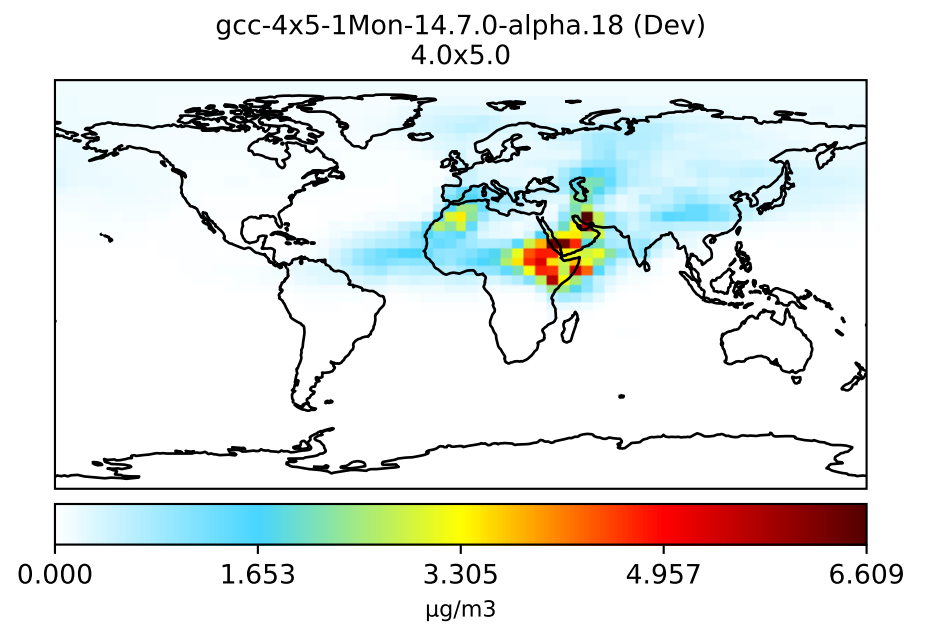 gcc-4x5-1Mon-14.7.0-alpha.18 (Dev)
4.0x5.0
0.000 1.653 3.305 4.957 6.609
μg/m3